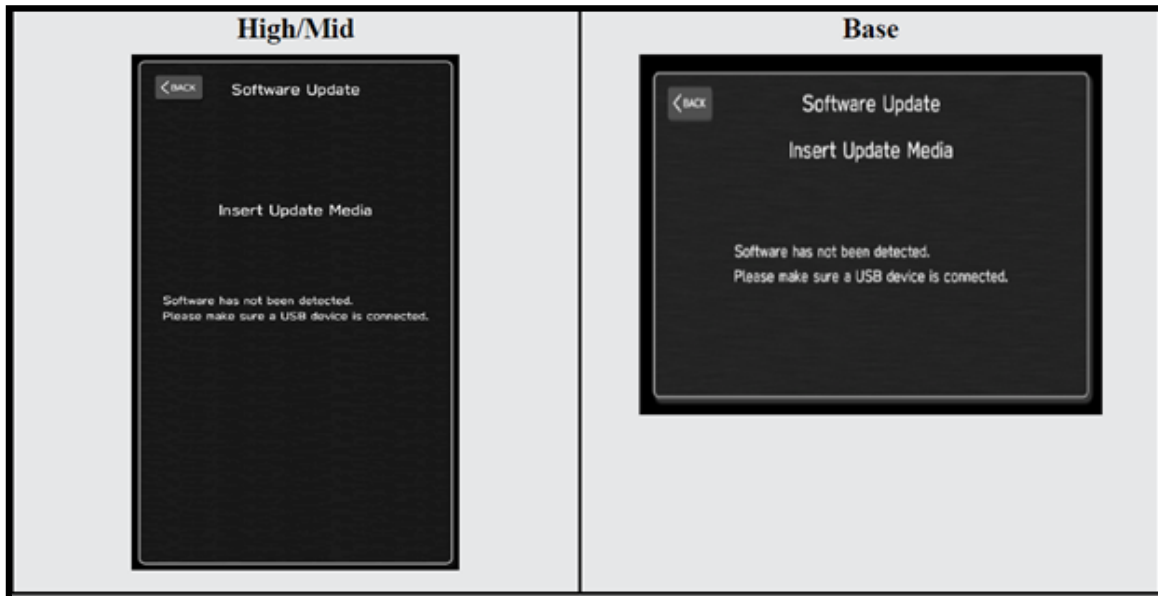 High/Mid
BACK
Software Update
Insert Update Media
Software has not been detected.
Please make sure a USB device is connected.
Base
BACK
Software Update
Insert Update Media
Software has not been detected.
Please make sure a USB device is connected.